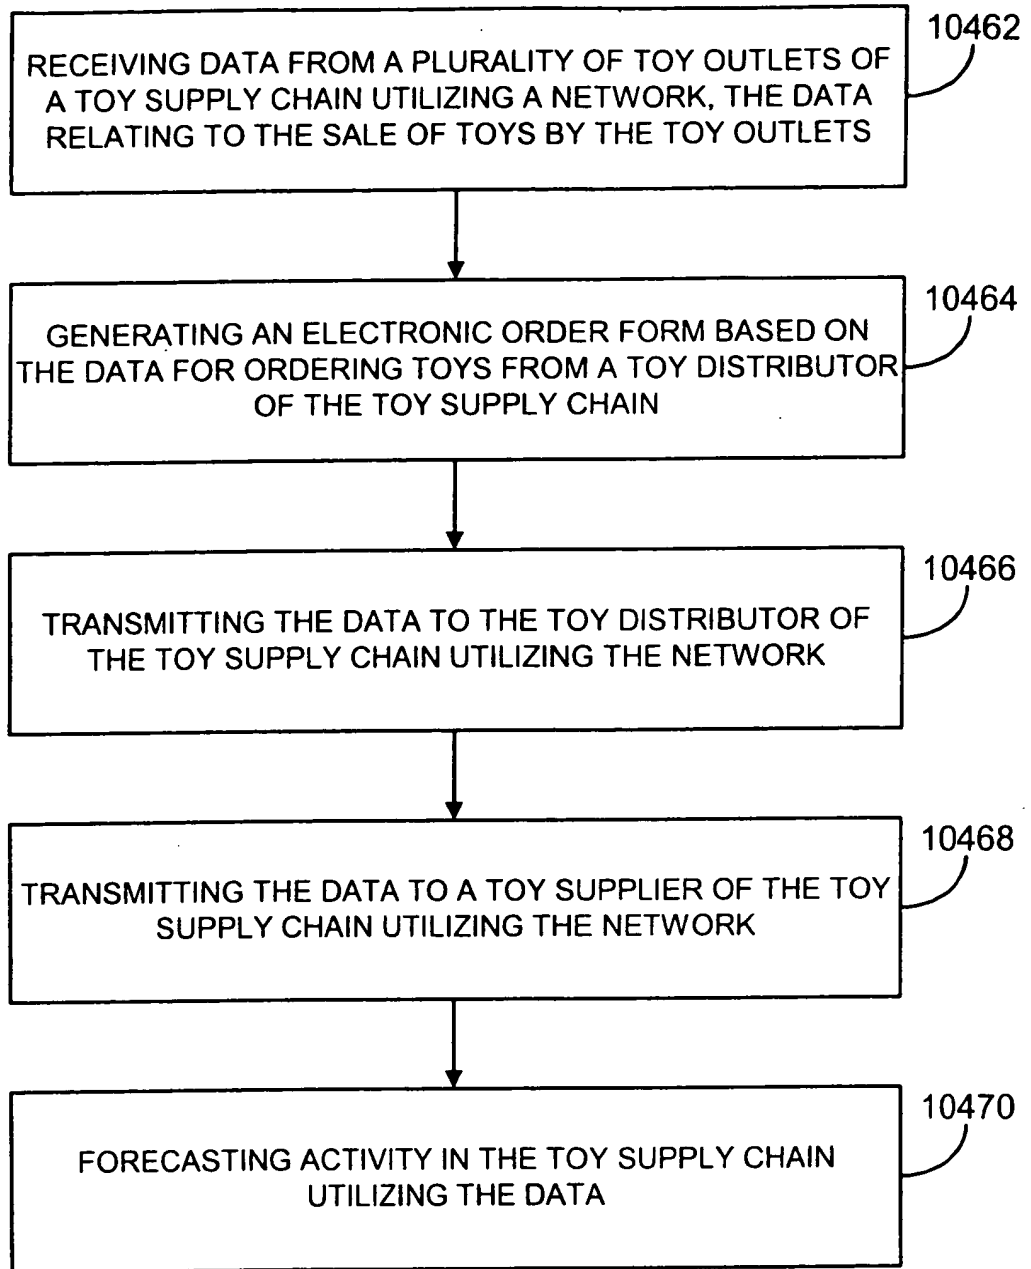 10462
RECEIVING DATA FROM A PLURALITY OF TOY OUTLETS OF
A TOY SUPPLY CHAIN UTILIZING A NETWORK, THE DATA
RELATING TO THE SALE OF TOYS BY THE TOY OUTLETS
10464
GENERATING AN ELECTRONIC ORDER FORM BASED ON
THE DATA FOR ORDERING TOYS FROM A TOY DISTRIBUTOR
OF THE TOY SUPPLY CHAIN
10466
TRANSMITTING THE DATA TO THE TOY DISTRIBUTOR OF
THE TOY SUPPLY CHAIN UTILIZING THE NETWORK
10468
TRANSMITTING THE DATA TO A TOY SUPPLIER OF THE TOY
SUPPLY CHAIN UTILIZING THE NETWORK
10470
FORECASTING ACTIVITY IN THE TOY SUPPLY CHAIN
UTILIZING THE DATA